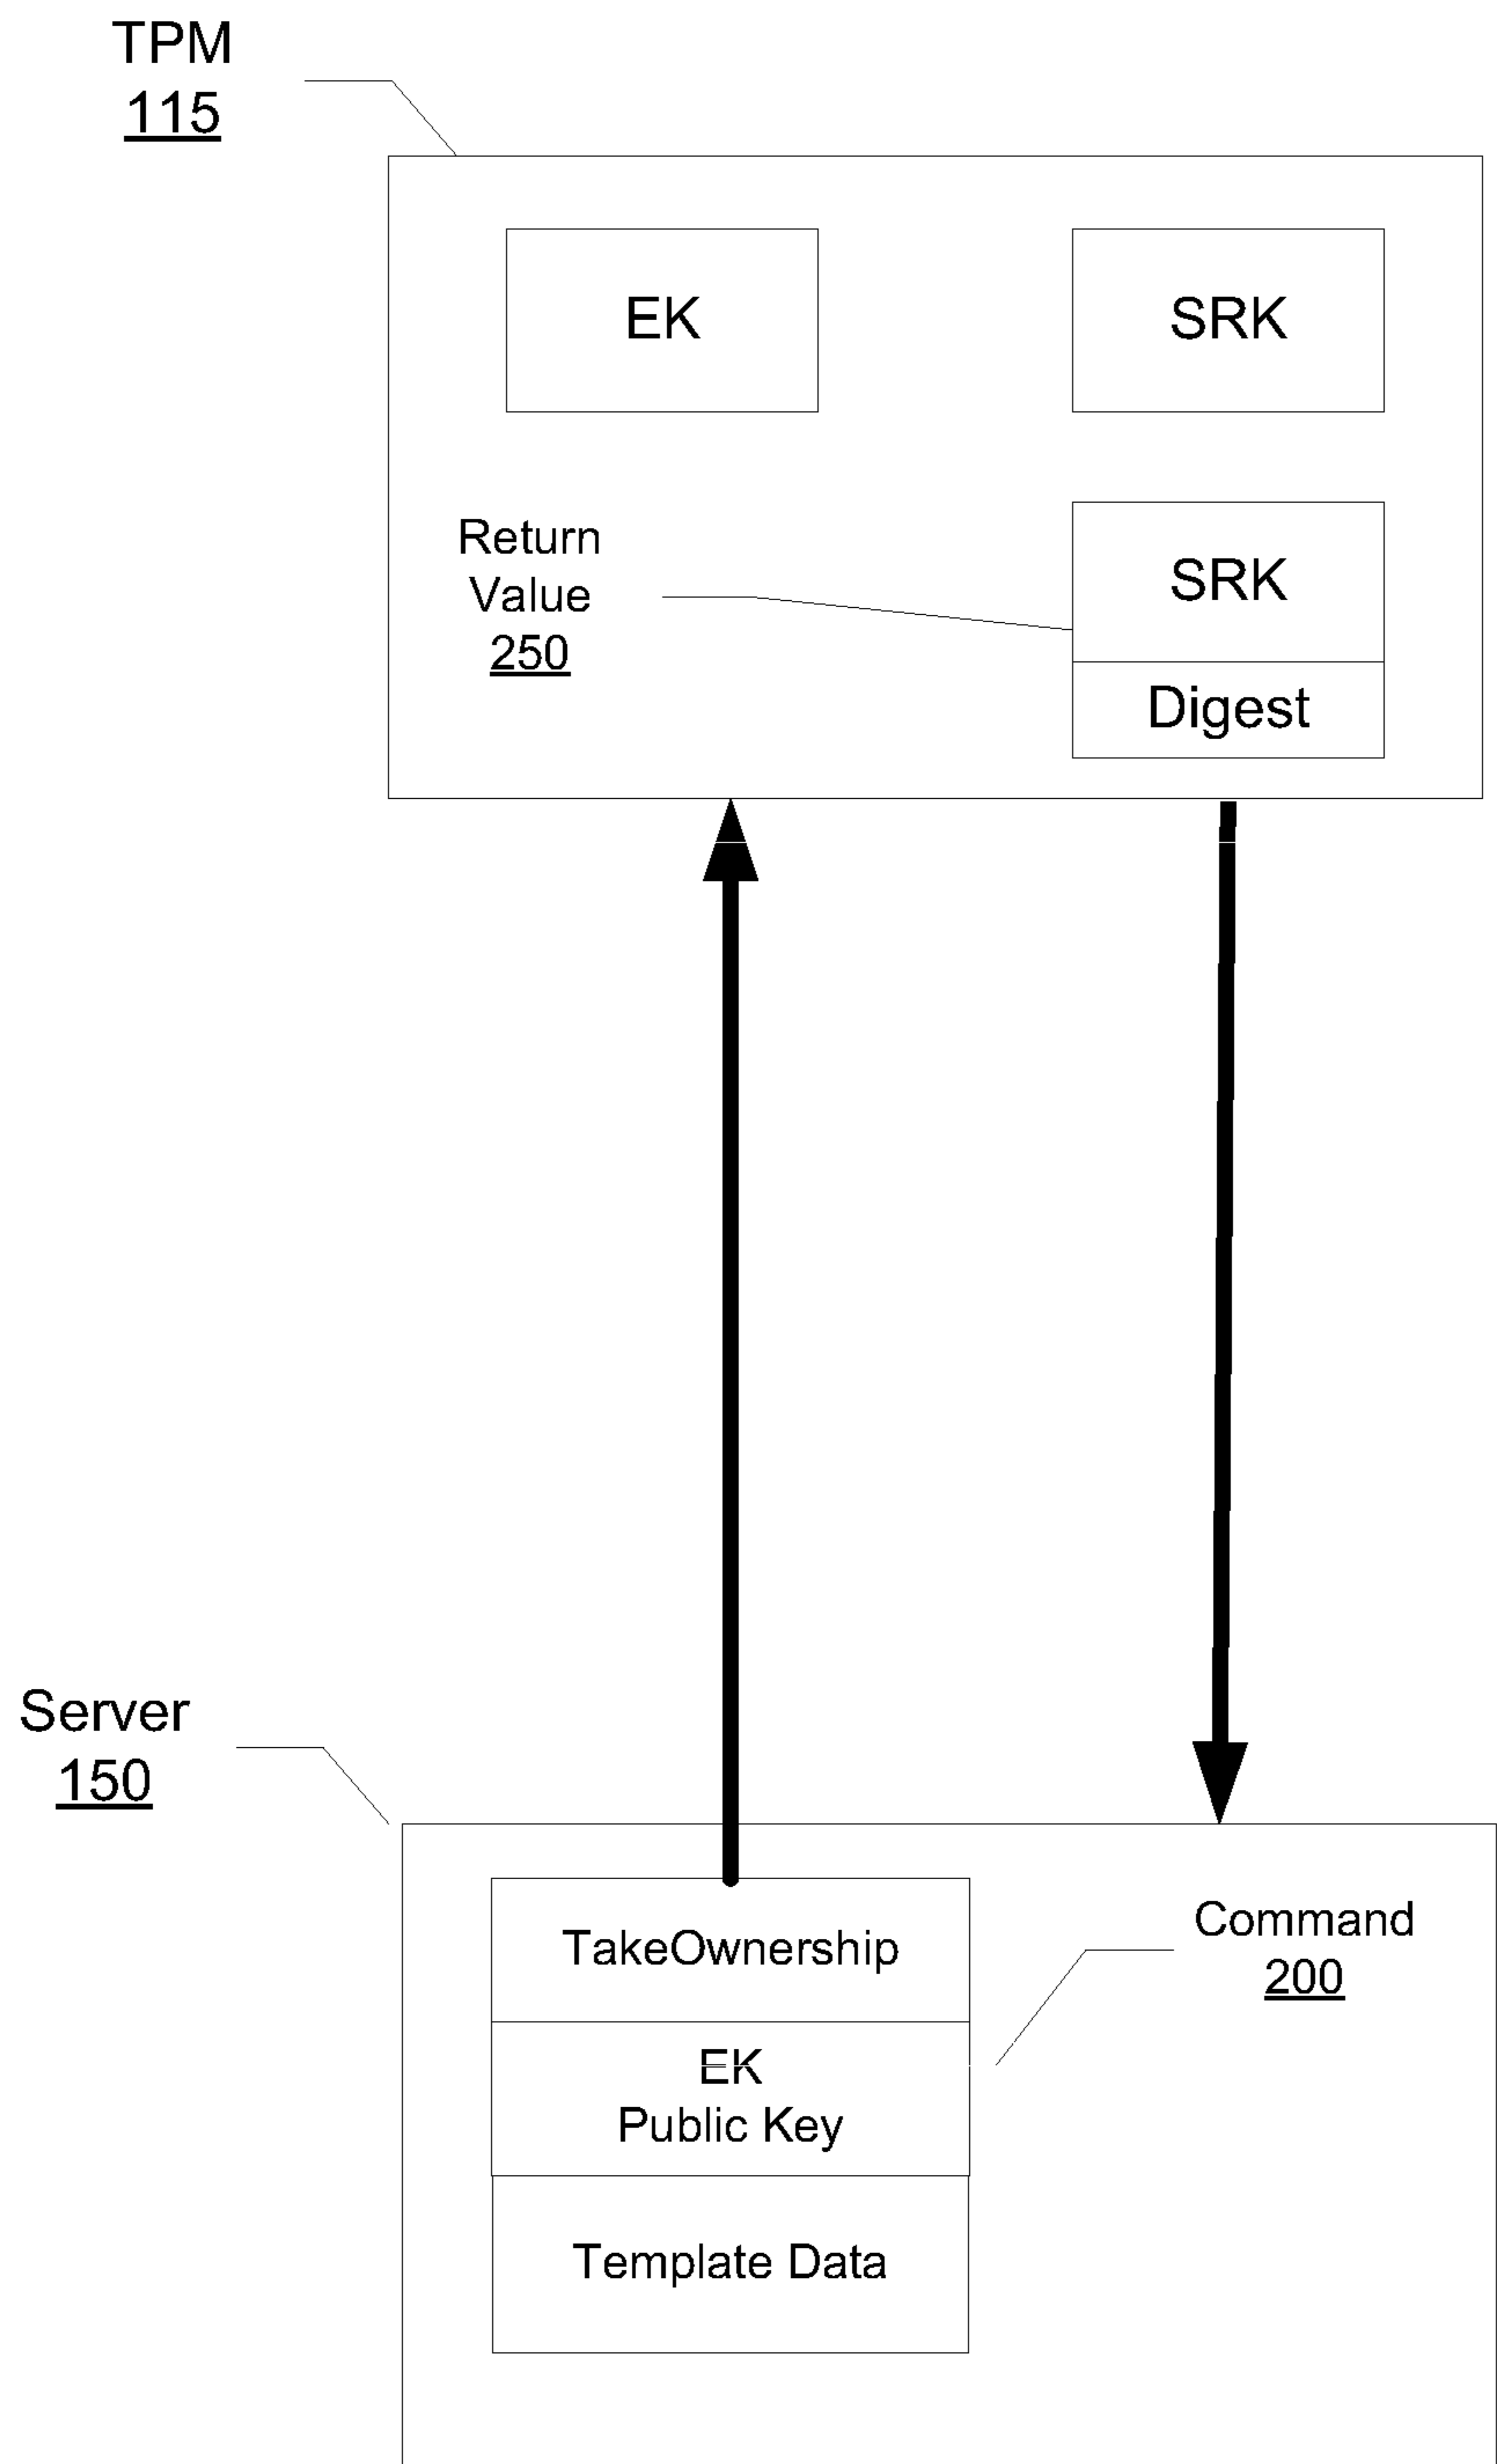 TPM
115
EK
SRK
Return
Value
250
SRK
Digest
Server
150
TakeOwnership
Command
200
EK
Public Key
Template Data